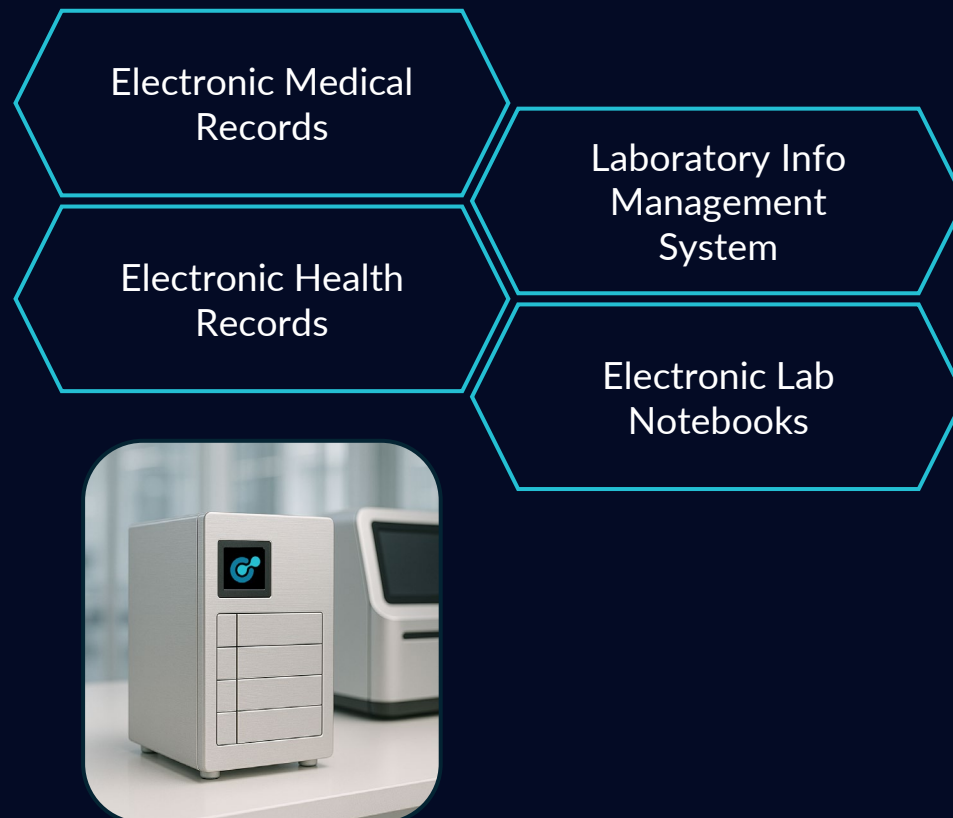 Electronic Medical
Records
Laboratory Info
Management
System
Electronic Health
Records
Electronic Lab
Notebooks